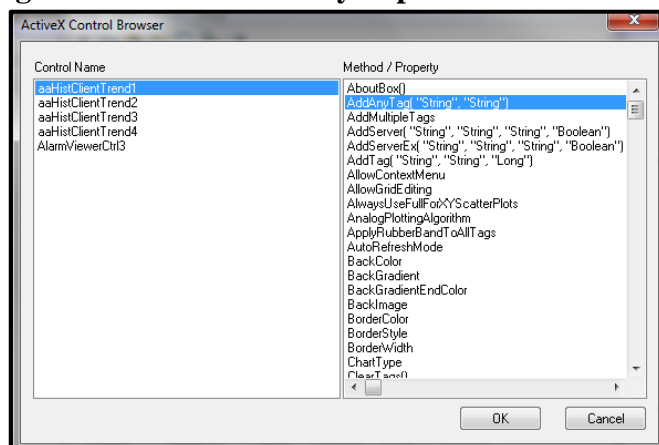 ActiveX Control Browser
Control Name
aaHistClientTrend1
aaHistClientTrend2
aaHistClientTrend3
aaHistClientTrend4
AlarmViewerCtrl3
Method / Property
AboutBox()
AddAnyTag( "String", "String")
AddMultipleTags
AddServer( "String", "String", "String", "Boolean")
AddServerEx( "String", "String", "String", "Boolean")
AddTag( "String", "String", "Long")
AllowContextMenu
AllowGridEditing
AlwaysUseFullForXYScatterPlots
AnalogPlottingAlgorithm
ApplyRubberBandToAllTags
AutoRefreshMode
BackColor
BackGradient
BackGradientEndColor
BackImage
BorderColor
BorderStyle
BorderWidth
ChartType
ClearTags()
OK
Cancel